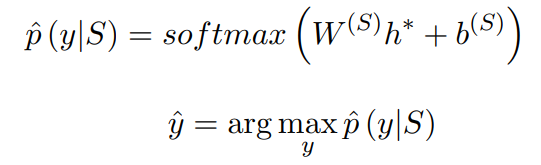 p̂ (y|S) = softmax (W^(S) h* + b^(S))
ŷ = arg max_y p̂ (y|S)